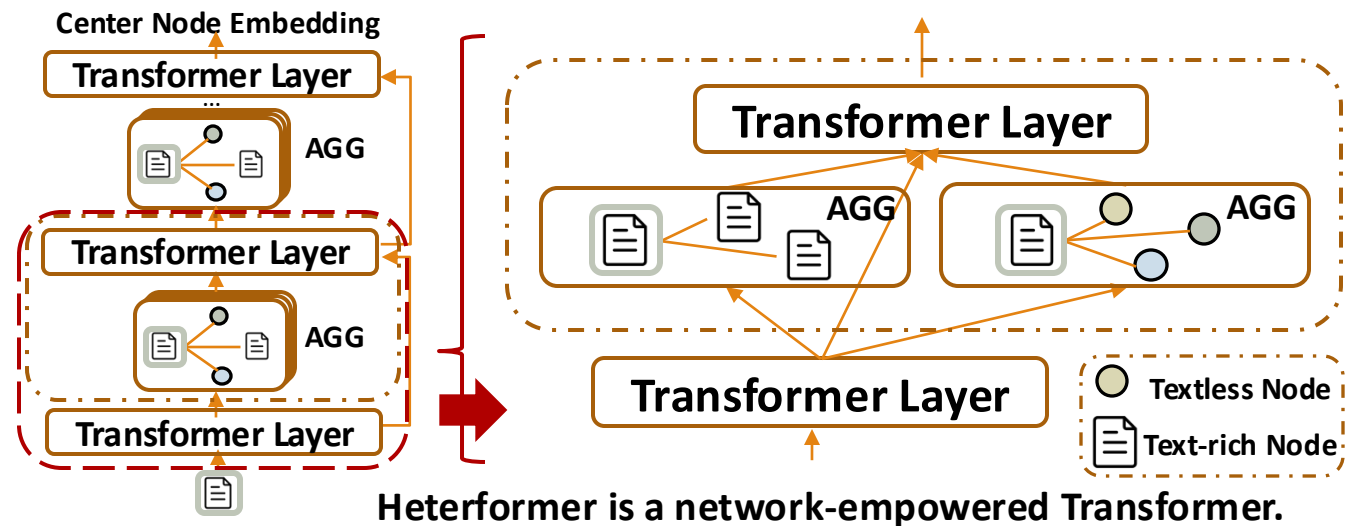 Center Node Embedding
Transformer Layer
...
AGG
Transformer Layer
AGG
Transformer Layer
Transformer Layer
AGG
AGG
Transformer Layer
Textless Node
Text-rich Node
Heterformer is a network-empowered Transformer.